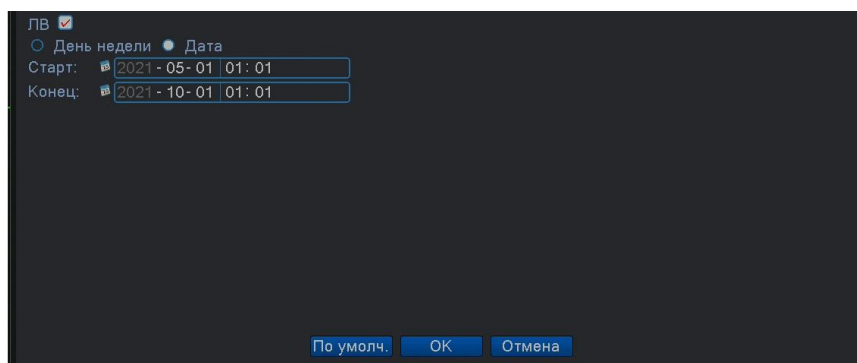 ЛВ
День недели Дата
Старт: 2021-05-01 01:01
Конец: 2021-10-01 01:01
По умолч. OK Отмена